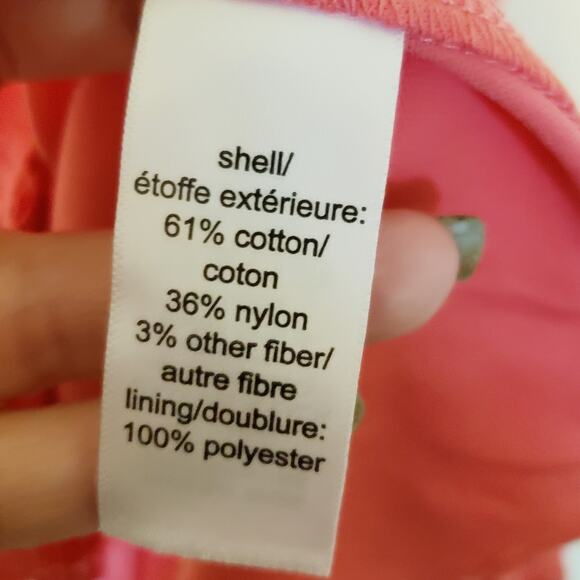 shell/
étoffe extérieure:
61% cotton/
coton
36% nylon
3% other fiber/
autre fibre
lining/doublure:
100% polyester